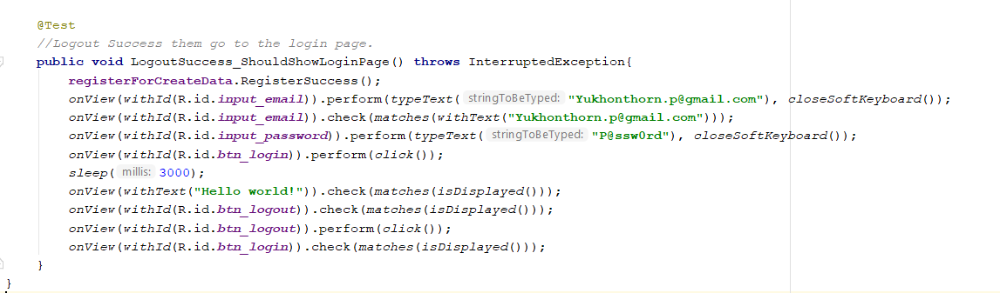 @Test
//Logout Success them go to the login page.
public void LogoutSuccess_ShouldShowLoginPage() throws InterruptedException{
registerForCreateData.RegisterSuccess();
onView(withId(R.id.input_email)).perform(typeText( stringToBeTyped: "Yukhonthorn.p@gmail.com"), closeSoftKeyboard());
onView(withId(R.id.input_email)).check(matches(withText("Yukhonthorn.p@gmail.com")));
onView(withId(R.id.input_password)).perform(typeText( stringToBeTyped: "P@ssw0rd"), closeSoftKeyboard());
onView(withId(R.id.btn_login)).perform(click());
sleep( millis: 3000);
onView(withText("Hello world!")).check(matches(isDisplayed()));
onView(withId(R.id.btn_logout)).check(matches(isDisplayed()));
onView(withId(R.id.btn_logout)).perform(click());
onView(withId(R.id.btn_login)).check(matches(isDisplayed()));
}
}